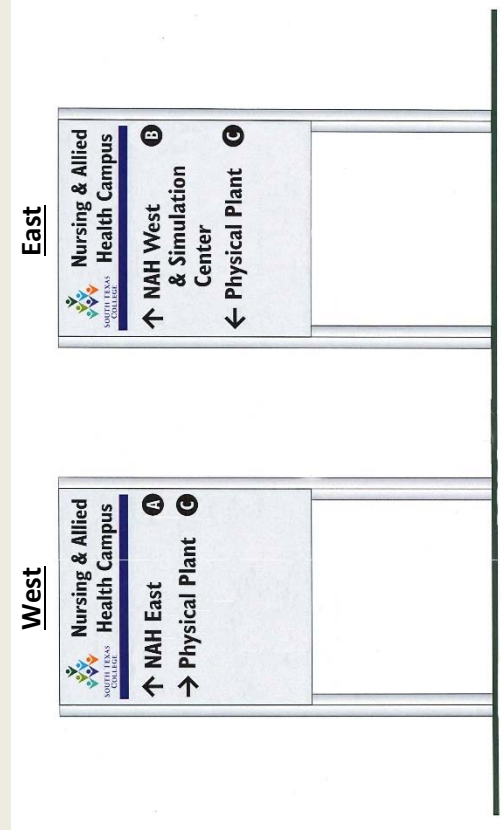 West
SOUTH TEXAS
COLLEGE
Nursing & Allied
Health Campus
NAH East A
Physical Plant C
East
SOUTH TEXAS
COLLEGE
Nursing & Allied
Health Campus
NAH West B
& Simulation
Center
Physical Plant C